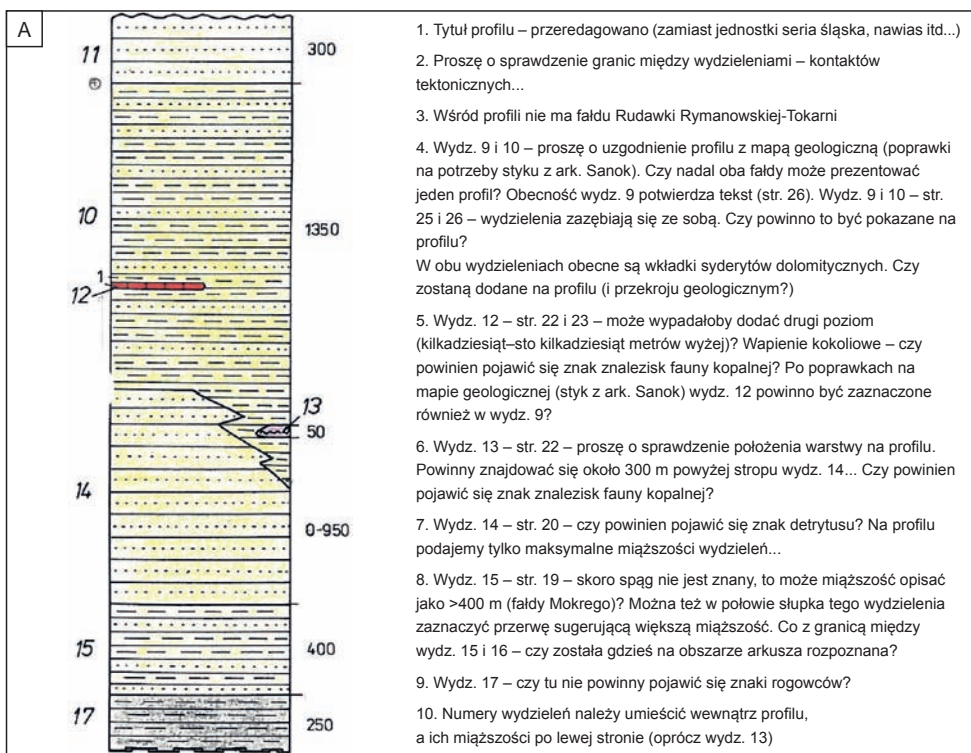 A
11
300
10
1350
1
12
13
50
14
0-950
15
400
17
250
1. Tytuł profilu – przeredagowano (zamiast jednostki seria śląska, nawias itd...)
2. Proszę o sprawdzenie granic między wydzieleniami – kontaktów
tektonicznych...
3. Wśród profili nie ma fałdu Rudawki Rymanowskiej-Tokarni
4. Wydz. 9 i 10 – proszę o uzgodnienie profilu z mapą geologiczną (poprawki
na potrzeby styku z ark. Sanok). Czy nadal oba fałdy może prezentować
jeden profil? Obecność wydz. 9 potwierdza tekst (str. 26). Wydz. 9 i 10 – str.
25 i 26 – wydzielenia zazębiają się ze sobą. Czy powinno to być pokazane na
profilu?
W obu wydzieleniach obecne są wkładki syderytów dolomitycznych. Czy
zostaną dodane na profilu (i przekroju geologicznym?)
5. Wydz. 12 – str. 22 i 23 – może wypadałoby dodać drugi poziom
(kilkadziesiąt–sto kilkadziesiąt metrów wyżej)? Wapienie kokoliowe – czy
powinien pojawić się znak znalezisk fauny kopalnej? Po poprawkach na
mapie geologicznej (styk z ark. Sanok) wydz. 12 powinno być zaznaczone
również w wydz. 9?
6. Wydz. 13 – str. 22 – proszę o sprawdzenie położenia warstwy na profilu.
Powinny znajdować się około 300 m powyżej stropu wydz. 14... Czy powinien
pojawić się znak znalezisk fauny kopalnej?
7. Wydz. 14 – str. 20 – czy powinien pojawić się znak detrytusu? Na profilu
podajemy tylko maksymalne miąższości wydzieleń...
8. Wydz. 15 – str. 19 – skoro spąg nie jest znany, to może miąższość opisać
jako >400 m (fałdy Mokrego)? Można też w połowie słupka tego wydzielenia
zaznaczyć przerwę sugerującą większą miąższość. Co z granicą między
wydz. 15 i 16 – czy została gdzieś na obszarze arkusza rozpoznana?
9. Wydz. 17 – czy tu nie powinny pojawić się znaki rogowców?
10. Numery wydzieleń należy umieścić wewnątrz profilu,
a ich miąższości po lewej stronie (oprócz wydz. 13)